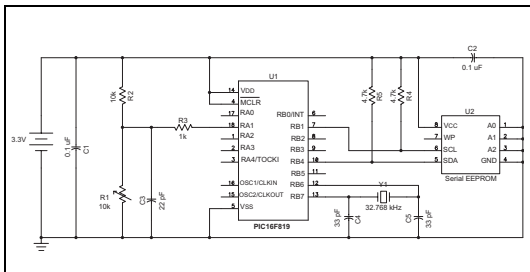 C2
0.1 uF
U1
10k
R2
4.7k
R5
4.7k
R4
U2
14 VDD
4 MCLR
17 RA0
18 RA1
1 RA2
2 RA3
3 RA4/TOCKI
16 OSC1/CLKIN
15 OSC2/CLKOUT
5 VSS
RB0/INT 6
RB1 7
RB2 8
RB3 9
RB4 10
RB5 11
RB6 12
RB7 13
PIC16F819
8 VCC
7 WP
6 SCL
5 SDA
A0 1
A1 2
A2 3
GND 4
Serial EEPROM
3.3V
0.1 uF
C1
R3
1k
R1
10k
C3
22 pF
Y1
32.768 kHz
33 pF
C4
C5
33 pF